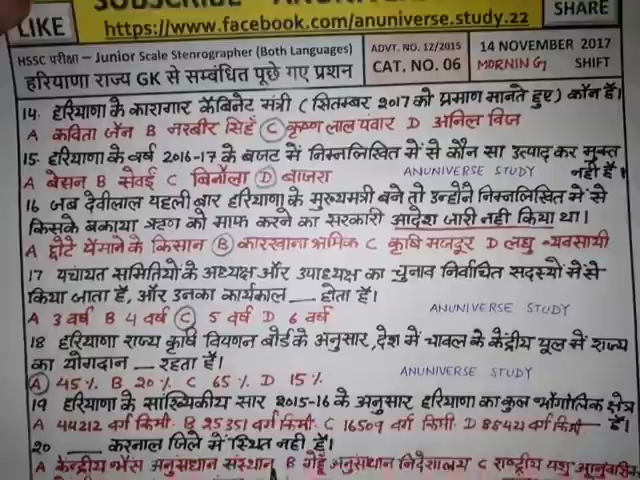 SUBSCRIBE ANUNIVERSE
LIKE
https://www.facebook.com/anuniverse.study.22
SHARE
HSSC परीक्षा – Junior Scale Stenrographer (Both Languages)
हरियाणा राज्य GK से सम्बंधित पूछे गए प्रशन
ADVT. NO. 12/2015
CAT. NO. 06
14 NOVEMBER 2017
MORNING SHIFT
14. हरियाणा के कारागार कैबिनेट मंत्री (सितम्बर 2017 को प्रमाण मानते हुए) कौन हैं।
A कविता जैन B नरबीर सिहँ C कृष्ण लाल पंवार D अनिल विज
15. हरियाणा के वर्ष 2016-17 के बजट में निम्नलिखित में से कौन सा उत्पाद कर मुक्त नहीं है।
A बेसन B सेवई C बिनौला D बाजरा
ANUNIVERSE STUDY
16 जब देवीलाल पहली बार हरियाणा के मुख्यमंत्री बने तो उन्होंने निम्नलिखित में से
किसके बकाया ऋण को माफ करने का सरकारी आदेश जारी नहीं किया था।
A छोटे पैमाने के किसान B कारखाना श्रमिक C कृषि मजदूर D लघु व्यवसायी
17 पंचायत समितियों के अध्यक्ष और उपाध्यक्ष का चुनाव निर्वाचित सदस्यों में से
किया जाता है, और उनका कार्यकाल ___ होता है।
ANUNIVERSE STUDY
A 3 वर्ष B 4 वर्ष C 5 वर्ष D 6 वर्ष
18 हरियाणा राज्य कृषि विपणन बोर्ड के अनुसार, देश में चावल के केंद्रीय पूल में राज्य
का योगदान ___ रहता है।
ANUNIVERSE STUDY
A 45 % B 20 % C 65 % D 15 %
19 हरियाणा के सांख्यिकीय सार 2015-16 के अनुसार हरियाणा का कुल भौगोलिक क्षेत्र ___ है।
A 44212 वर्ग किमी. B 25351 वर्ग किमी. C 16509 वर्ग किमी. D वर्ग किमी
20 ___ करनाल जिले में स्थित नहीं है।
A केन्द्रीय भैंस अनुसंधान संस्थान B गेहूँ अनुसंधान निदेशालय C राष्ट्रीय पशु आनुवंशिक